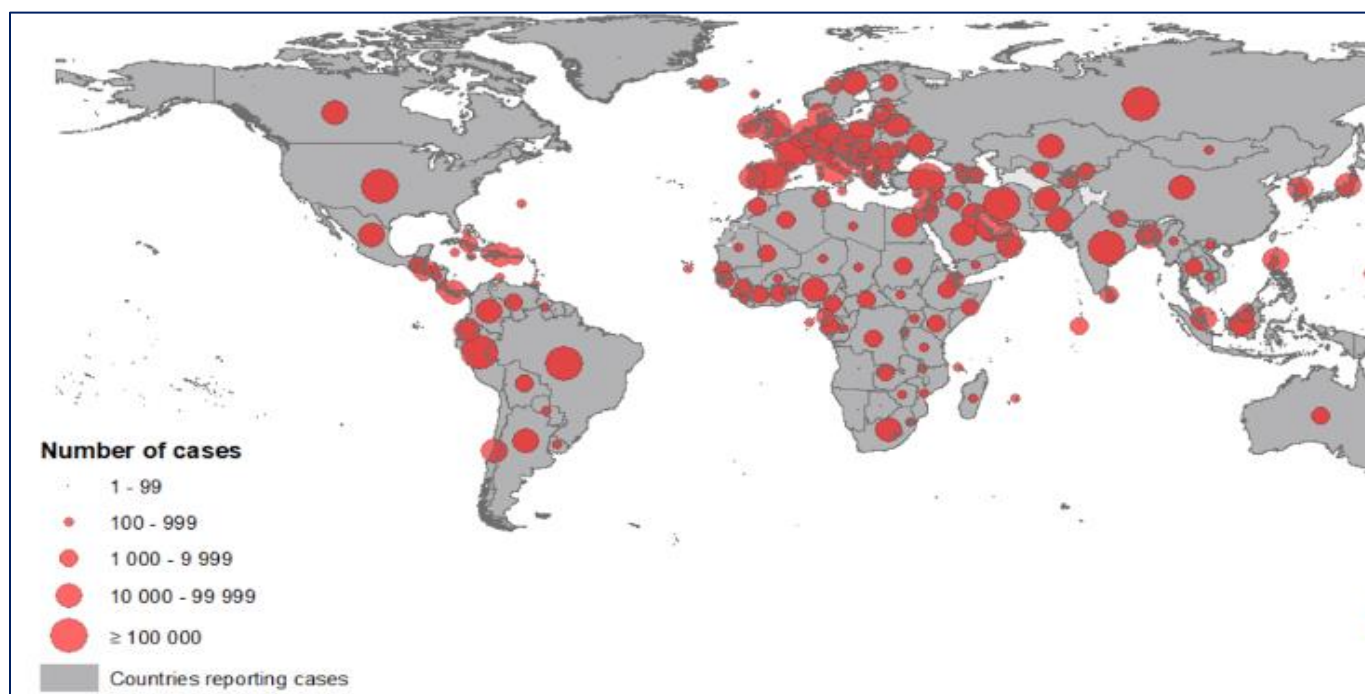 Number of cases
1 - 99
100 - 999
1 000 - 9 999
10 000 - 99 999
≥ 100 000
Countries reporting cases